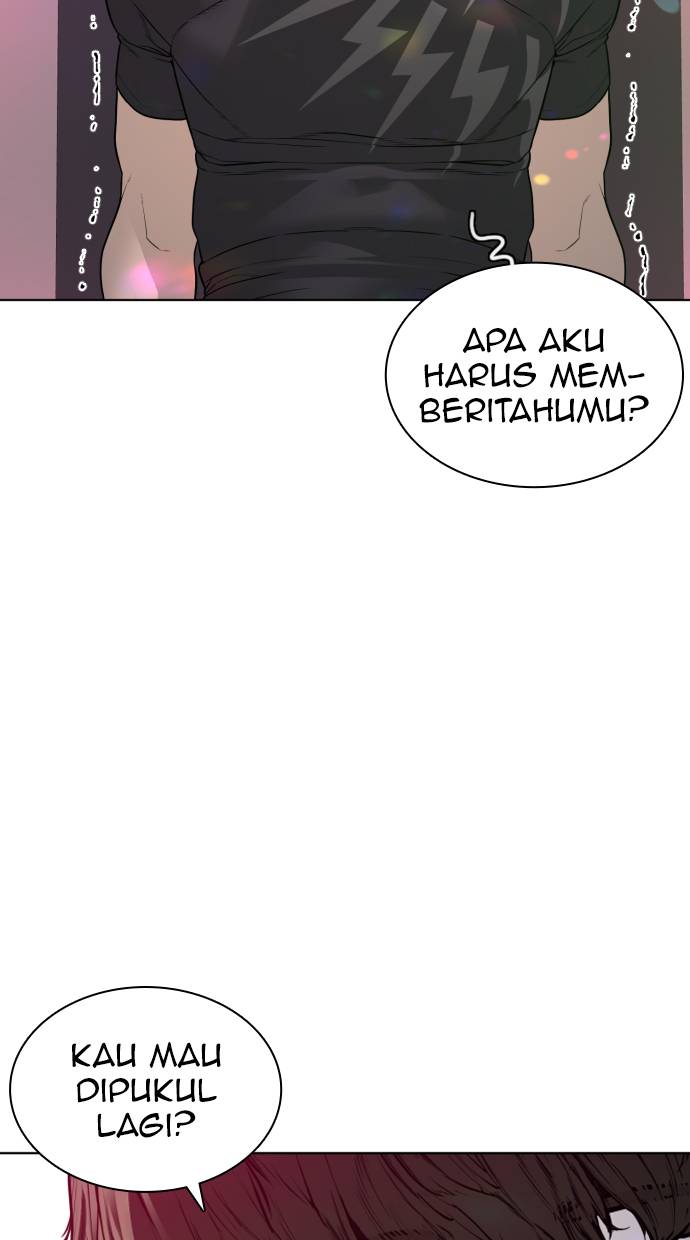 APA AKU
HARUS MEM-
BERITAHUMU?
KAU MAU
DIPUKUL
LAGI?